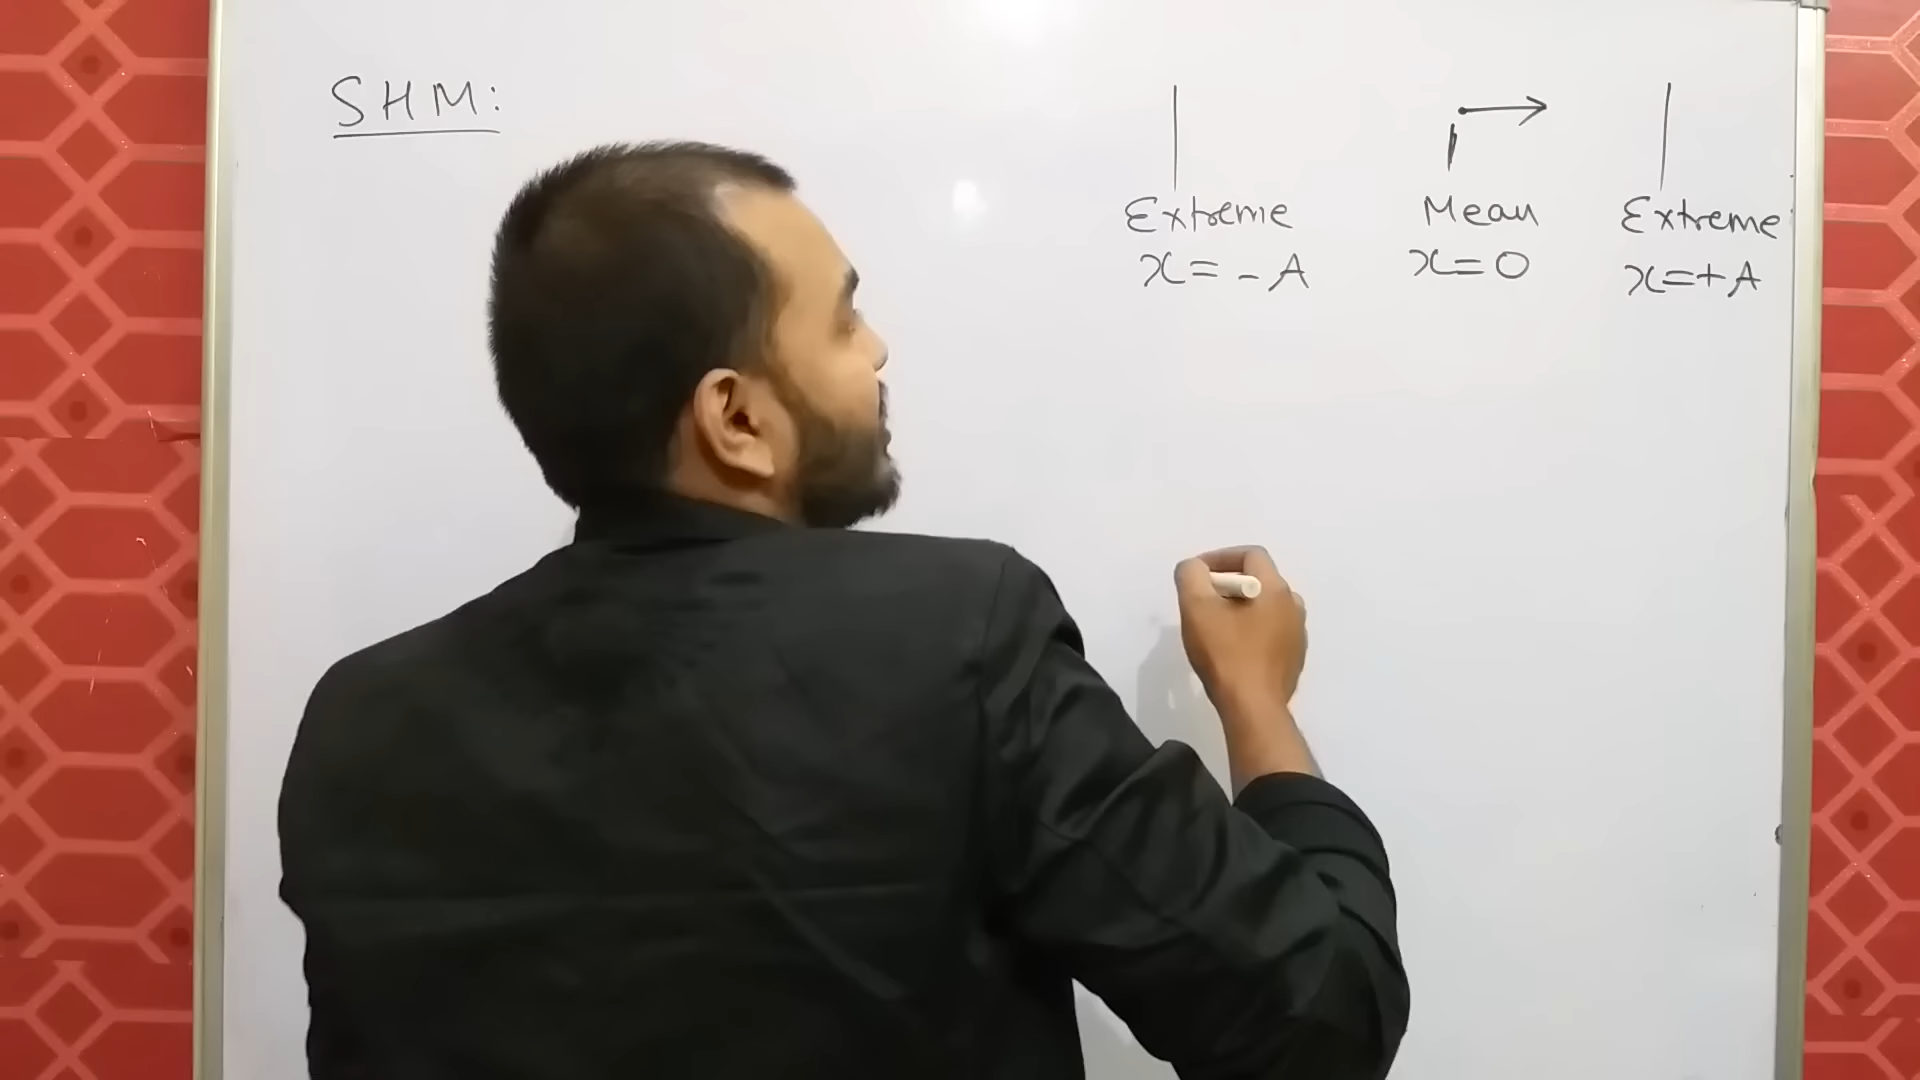 SHM:
Extreme Mean Extreme
x = - A x = 0 x = + A